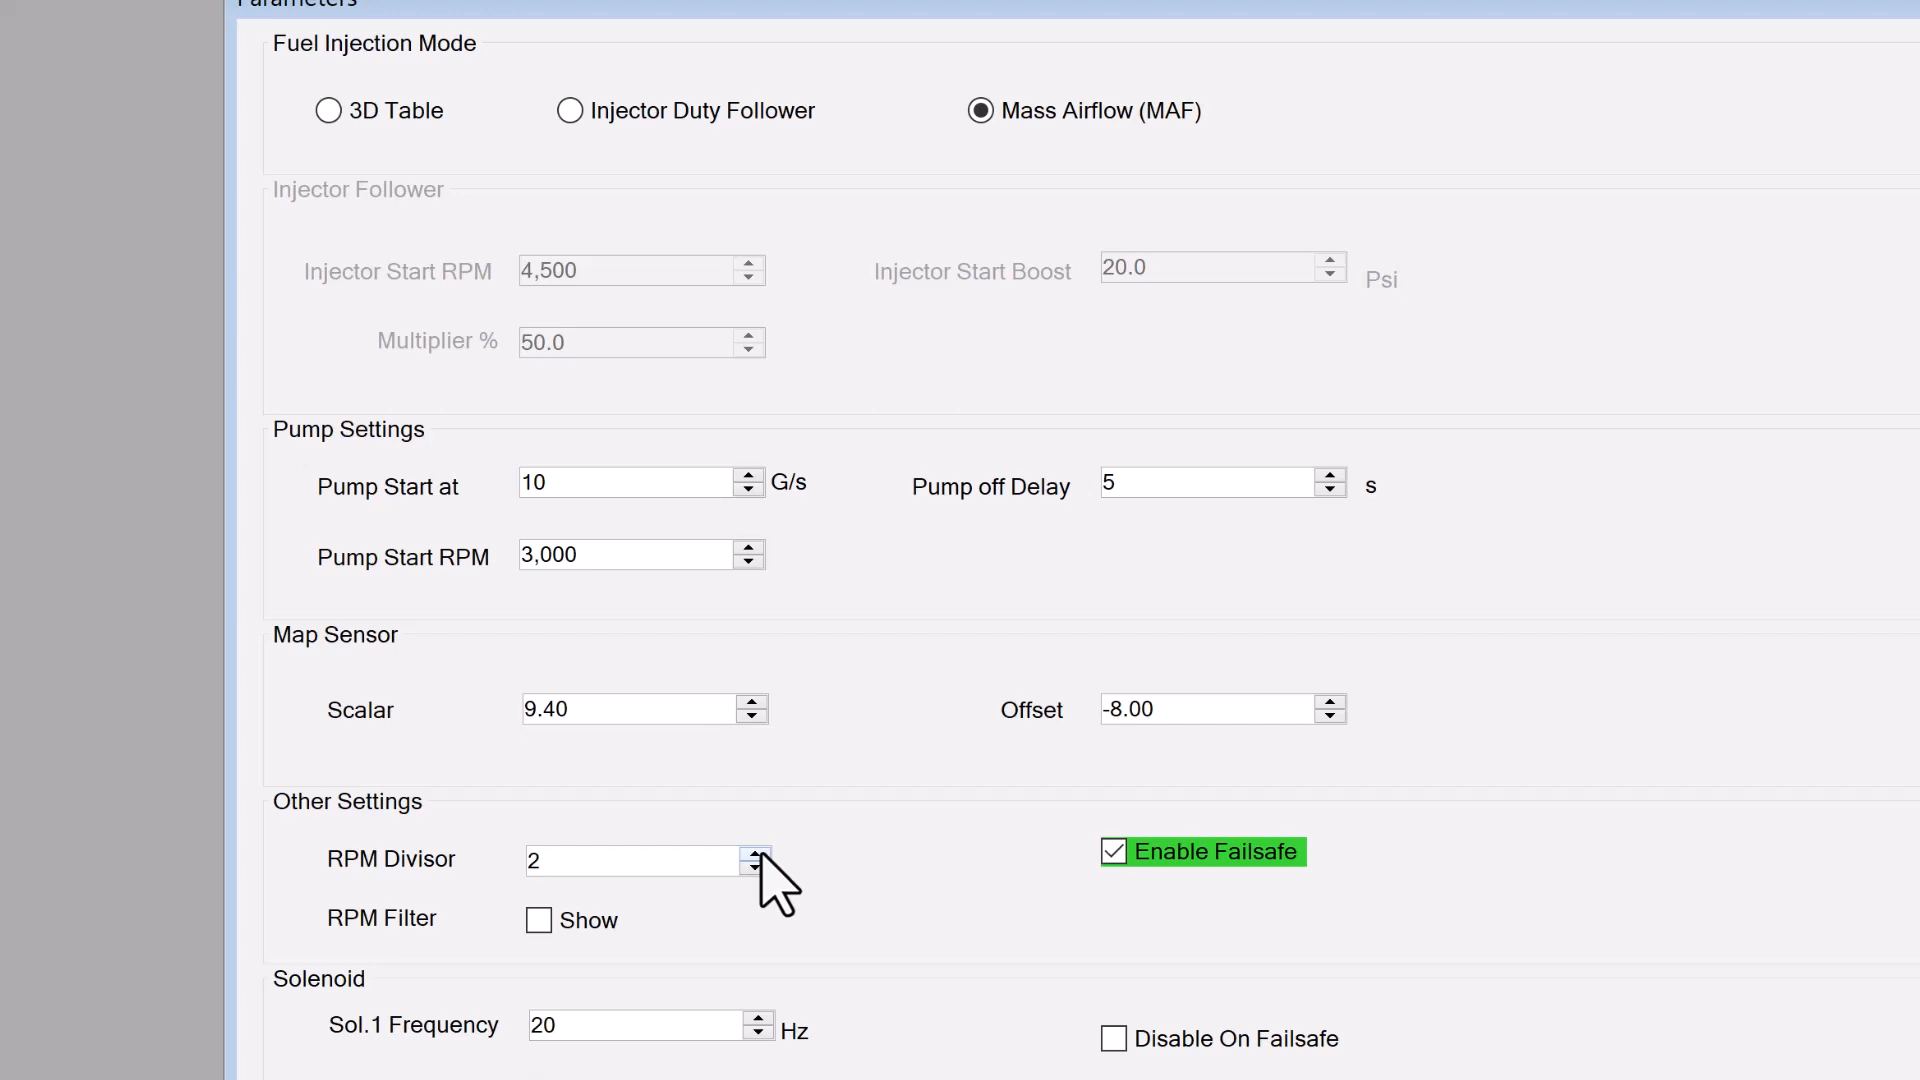 Parameters
Fuel Injection Mode
3D Table Injector Duty Follower Mass Airflow (MAF)
Injector Follower
Injector Start RPM 4,500 Injector Start Boost 20.0 Psi
Multiplier % 50.0
Pump Settings
Pump Start at 10 G/s Pump off Delay 5 s
Pump Start RPM 3,000
Map Sensor
Scalar 9.40 Offset -8.00
Other Settings
RPM Divisor 2 Enable Failsafe
RPM Filter Show
Solenoid
Sol.1 Frequency 20 Hz Disable On Failsafe